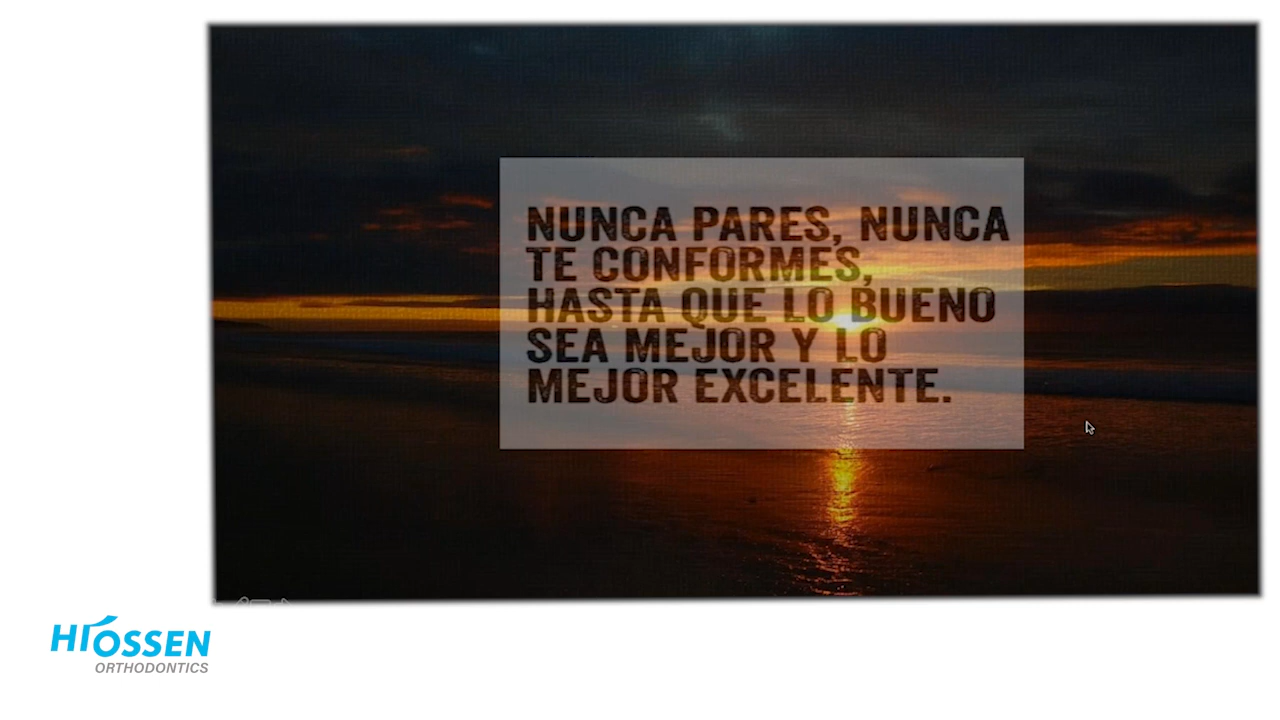 NUNCA PARES, NUNCA
TE CONFORMES,
HASTA QUE LO BUENO
SEA MEJOR Y LO
MEJOR EXCELENTE.
HIOSSEN
ORTHODONTICS